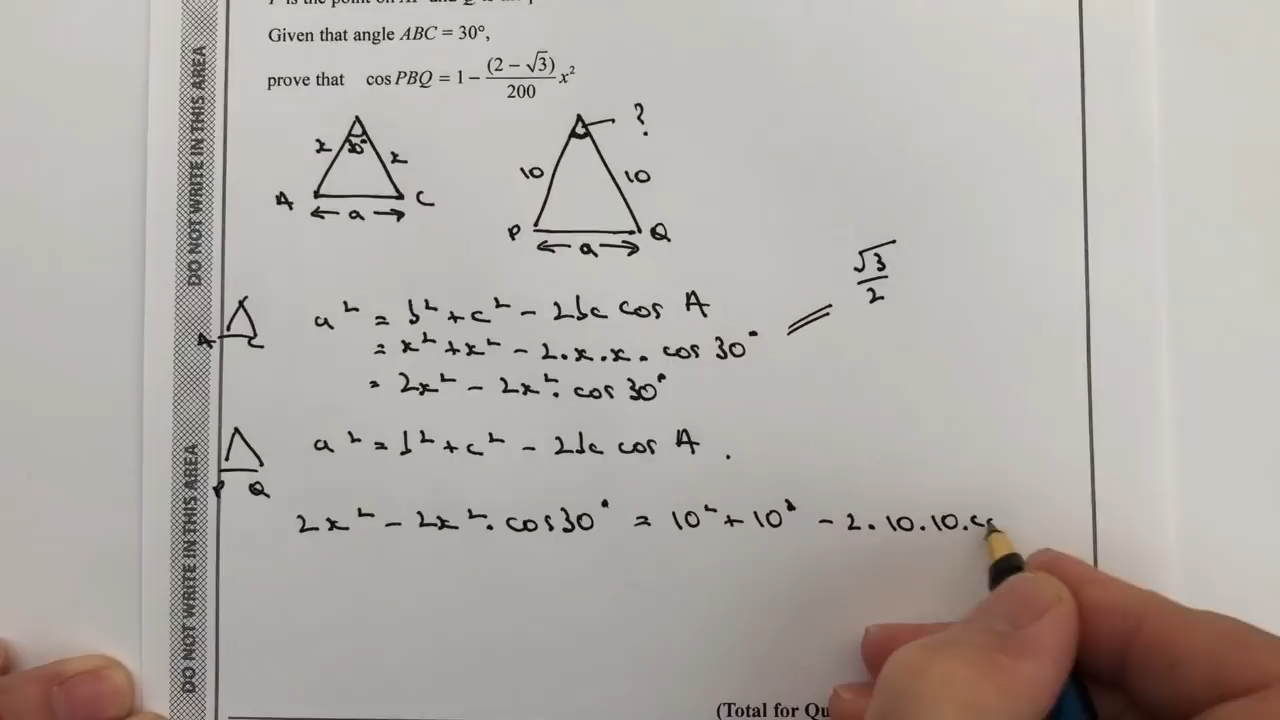 Given that angle ABC = 30°,
prove that cos PBQ = 1 − (2 − √3)/200 x²
DO NOT WRITE IN THIS AREA
DO NOT WRITE IN THIS AREA
x 30° x
A C
← a →
?
10 10
P Q
← a →
√3/2
A C
a² = b² + c² − 2bc cos A
= x² + x² − 2.x.x. cos 30°
= 2x² − 2x². cos 30°
P Q
a² = b² + c² − 2bc cos A.
2x² − 2x². cos 30° = 10² + 10² − 2.10.10.co
(Total for Qu